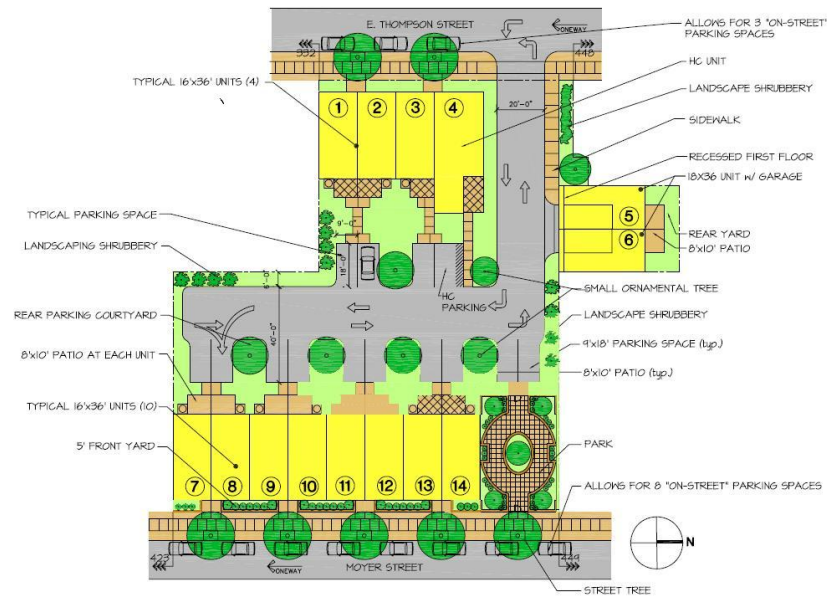 E. THOMPSON STREET
ONEWAY
332
448
ALLOWS FOR 3 "ON-STREET"
PARKING SPACES
TYPICAL 16'x36' UNITS (4)
HC UNIT
LANDSCAPE SHRUBBERY
SIDEWALK
RECESSED FIRST FLOOR
18X36 UNIT W/ GARAGE
1
2
3
4
20'-0"
5
6
REAR YARD
8'x10' PATIO
TYPICAL PARKING SPACE
9'-0"
LANDSCAPING SHRUBBERY
18'-0"
HC
PARKING
SMALL ORNAMENTAL TREE
REAR PARKING COURTYARD
40'-0"
LANDSCAPE SHRUBBERY
8'x10' PATIO AT EACH UNIT
9'x18' PARKING SPACE (typ.)
8'x10' PATIO (typ.)
TYPICAL 16'x36' UNITS (10)
5' FRONT YARD
PARK
7
8
9
10
11
12
13
14
ALLOWS FOR 8 "ON-STREET" PARKING SPACES
423
ONEWAY
MOYER STREET
N
STREET TREE